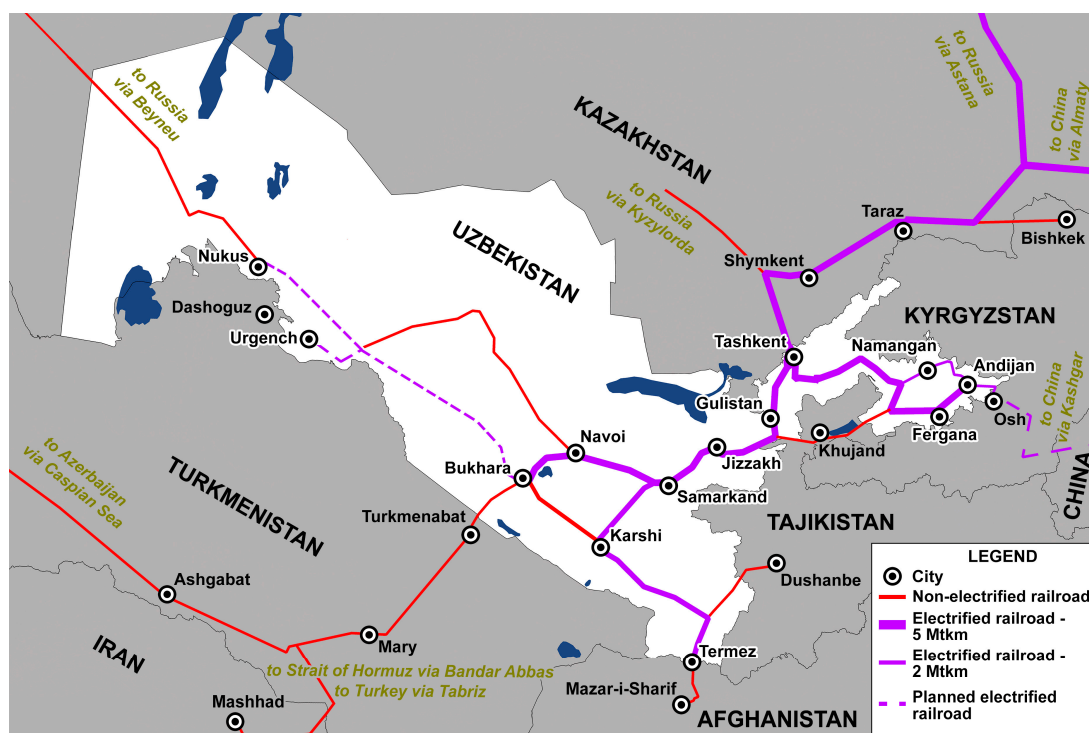 to Russia
via Beyneu
KAZAKHSTAN
to Russia
via Astana
to China
via Almaty
to Russia
via Kyzylorda
Taraz
Bishkek
UZBEKISTAN
Nukus
Shymkent
Dashoguz
Urgench
KYRGYZSTAN
Tashkent
Namangan
Andijan
Gulistan
Osh
to China
via Kashgar
Fergana
Khujand
Navoi
Jizzakh
Bukhara
Samarkand
CHINA
to Azerbaijan
via Caspian Sea
TURKMENISTAN
Turkmenabat
Karshi
TAJIKISTAN
Ashgabat
Dushanbe
IRAN
Mary
Termez
to Strait of Hormuz via Bandar Abbas
to Turkey via Tabriz
Mashhad
Mazar-i-Sharif
AFGHANISTAN
LEGEND
City
Non-electrified railroad
Electrified railroad -
5 Mtkm
Electrified railroad -
2 Mtkm
Planned electrified
railroad